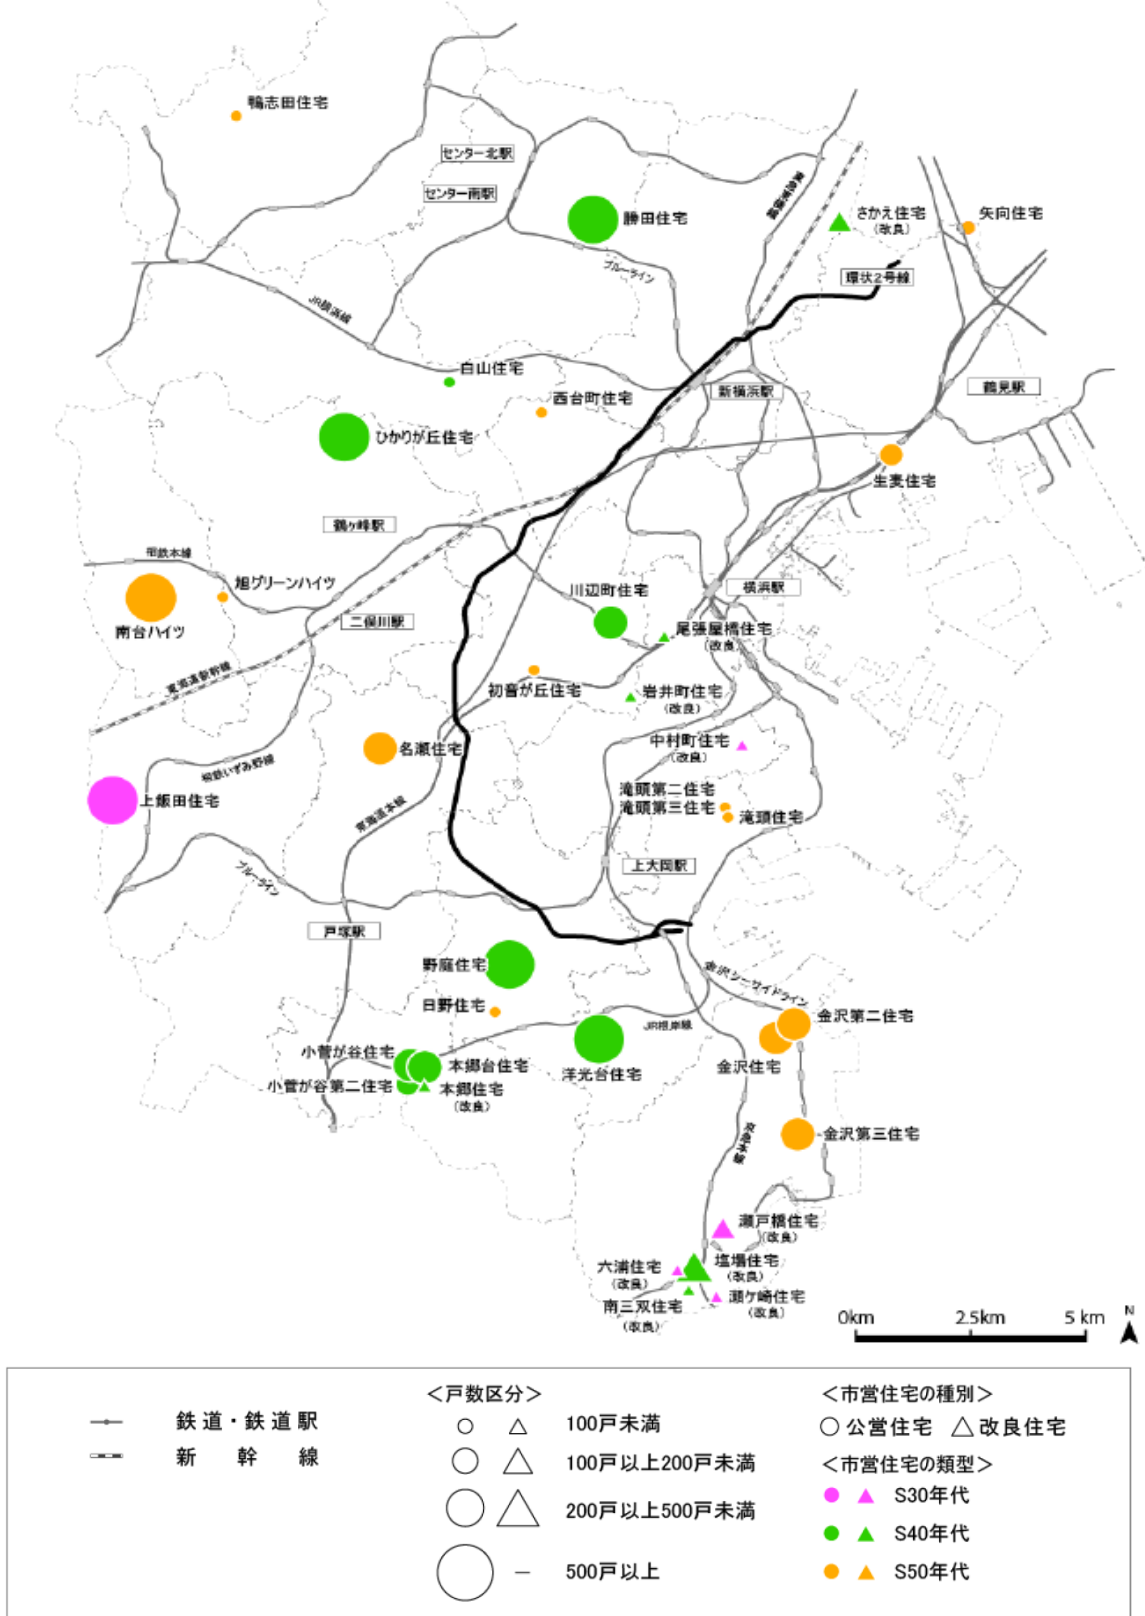 鴨志田住宅
センター北駅
センター南駅
勝田住宅
東急東横線
さかえ住宅
(改良)
矢向住宅
ブルーライン
環状2号線
JR横浜線
白山住宅
西台町住宅
新横浜駅
鶴見駅
ひかりが丘住宅
生麦住宅
鶴ヶ峰駅
相鉄本線
旭グリーンハイツ
川辺町住宅
横浜駅
南台ハイツ
二俣川駅
尾張屋橋住宅
(改良)
東海道新幹線
初音が丘住宅
岩井町住宅
(改良)
名瀬住宅
中村町住宅
(改良)
相鉄いずみ野線
上飯田住宅
滝頭第二住宅
滝頭第三住宅
滝頭住宅
東海道本線
ブルーライン
上大岡駅
戸塚駅
野庭住宅
金沢シーサイドライン
日野住宅
金沢第二住宅
JR根岸線
小菅が谷住宅
本郷台住宅
洋光台住宅
金沢住宅
小菅が谷第二住宅
本郷住宅
(改良)
金沢第三住宅
京急本線
瀬戸橋住宅
(改良)
六浦住宅
(改良)
塩場住宅
(改良)
南三双住宅
(改良)
瀬ケ崎住宅
(改良)
0km 2.5km 5 km
N
鉄道・鉄道駅
新幹線
<戸数区分>
100戸未満
100戸以上200戸未満
200戸以上500戸未満
500戸以上
<市営住宅の種別>
公営住宅 改良住宅
<市営住宅の類型>
S30年代
S40年代
S50年代